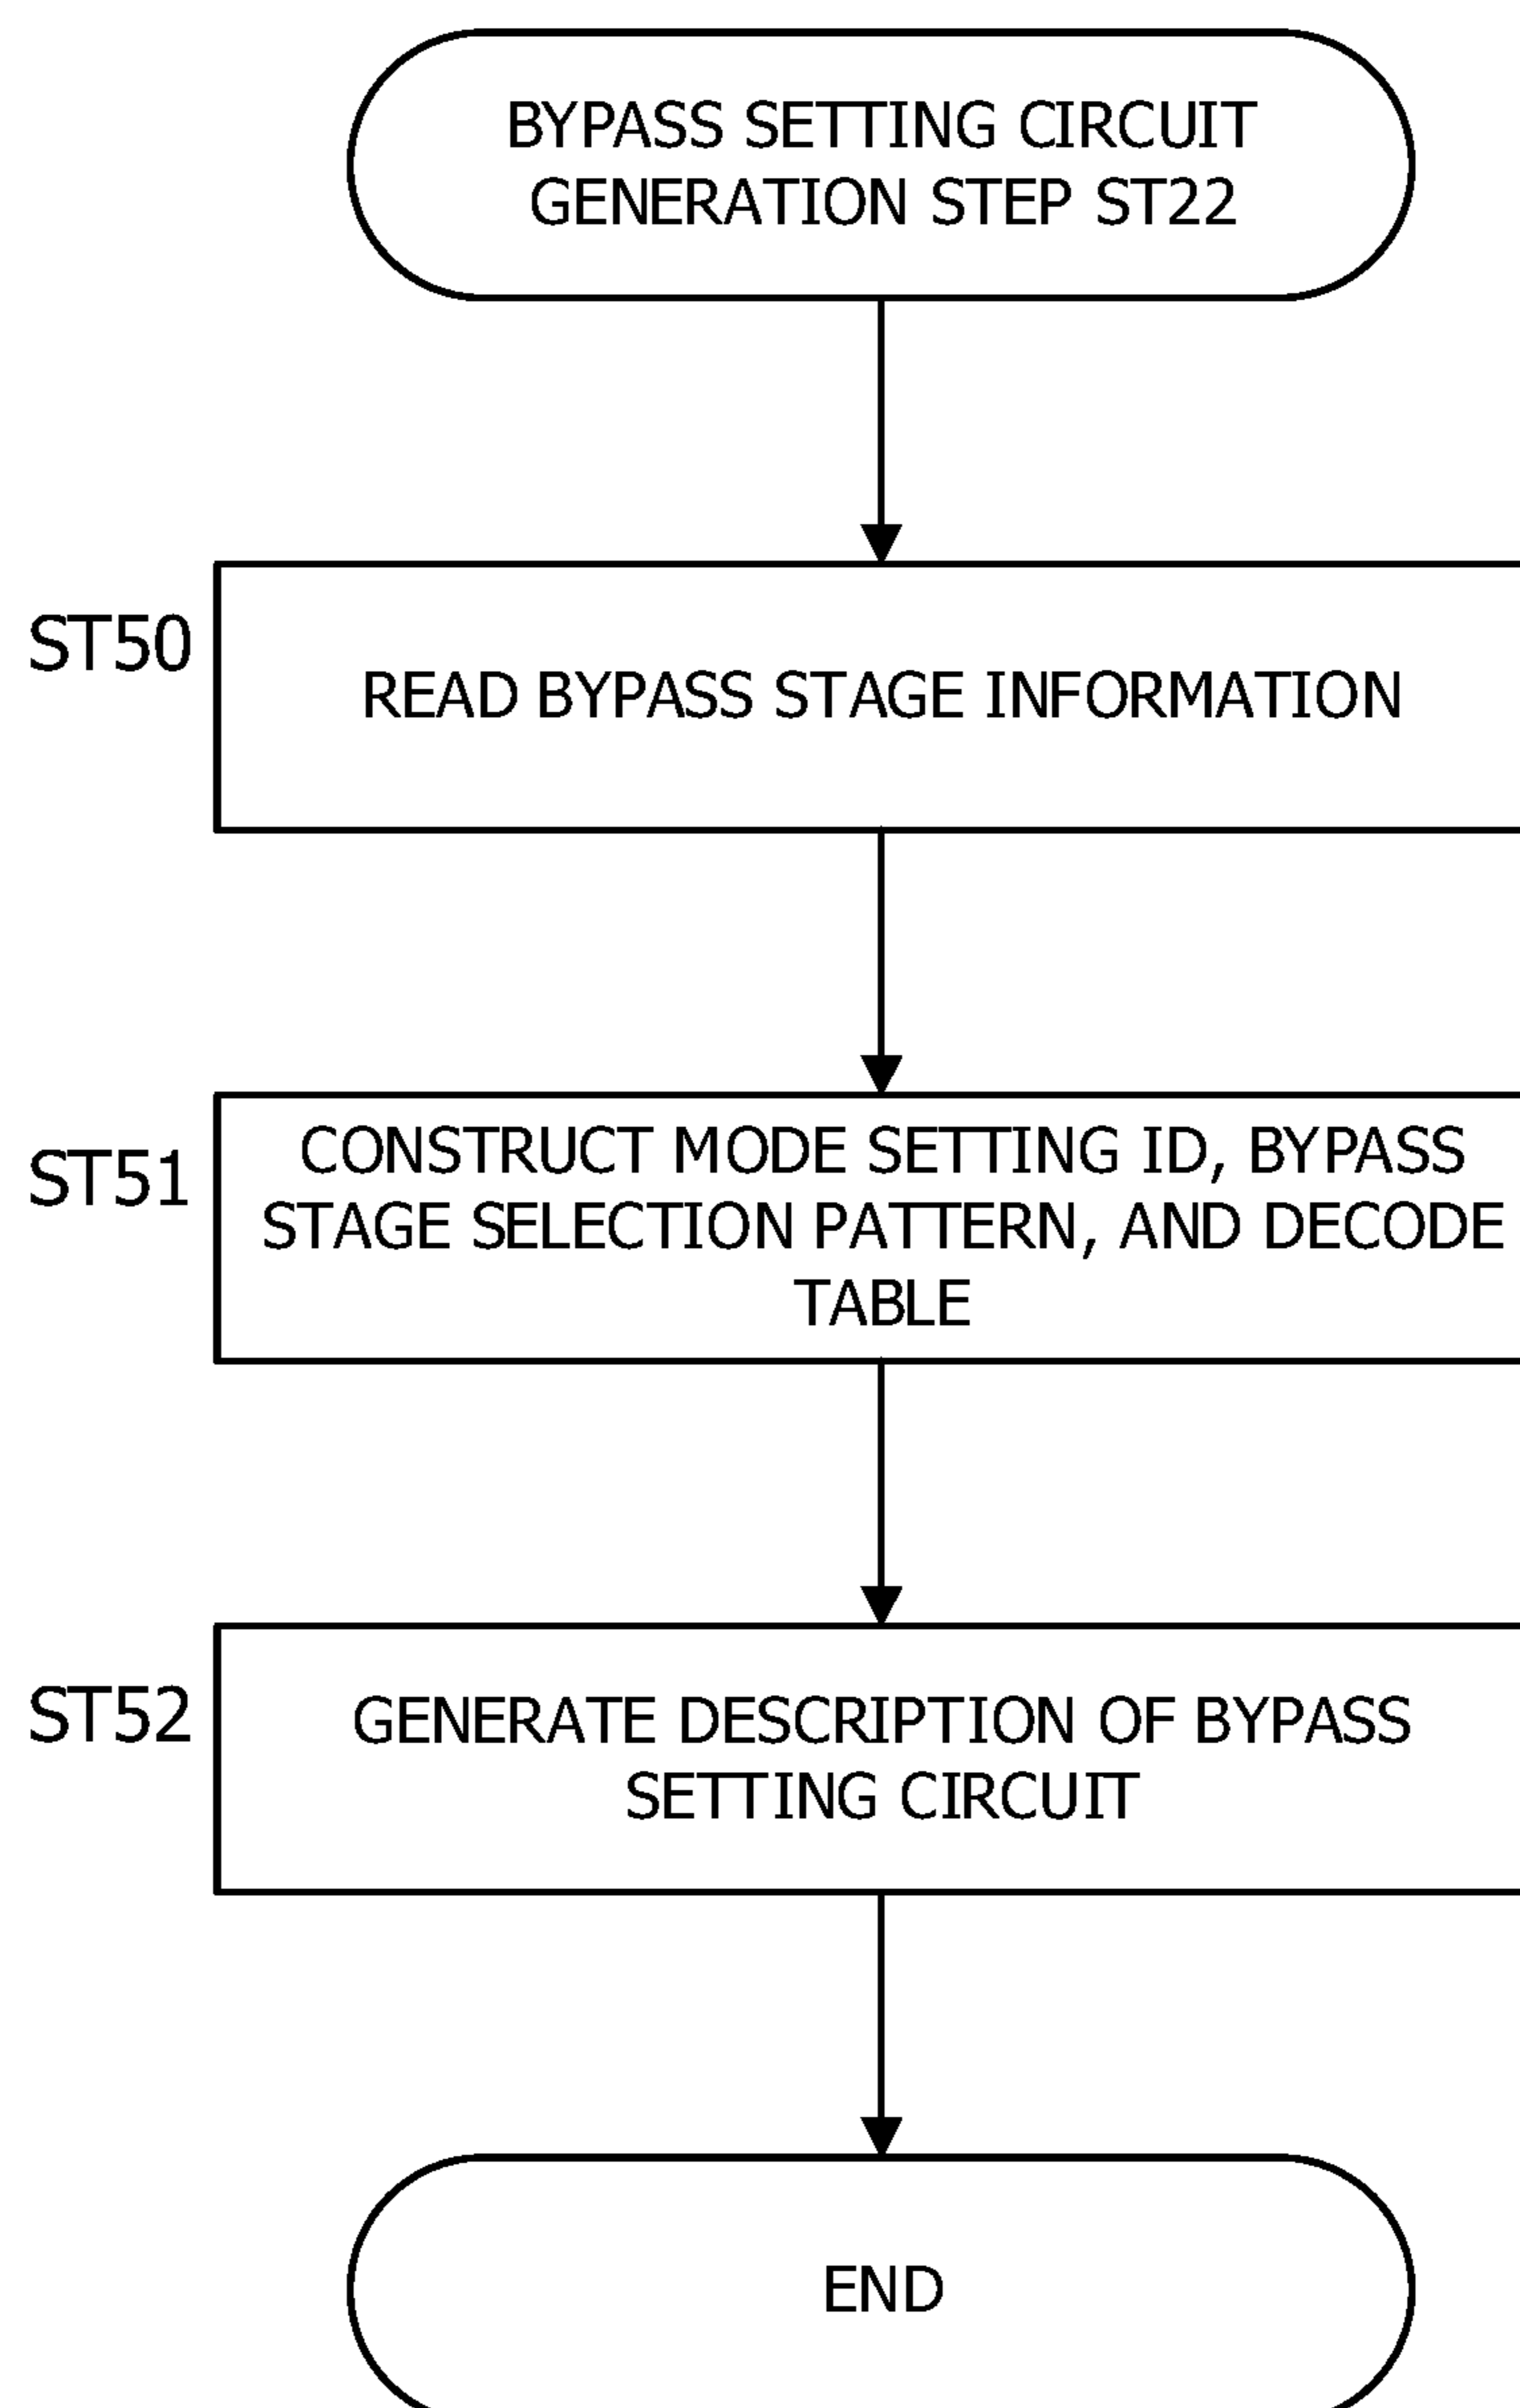 BYPASS SETTING CIRCUIT
GENERATION STEP ST22
ST50
READ BYPASS STAGE INFORMATION
ST51
CONSTRUCT MODE SETTING ID, BYPASS
STAGE SELECTION PATTERN, AND DECODE
TABLE
ST52
GENERATE DESCRIPTION OF BYPASS
SETTING CIRCUIT
END